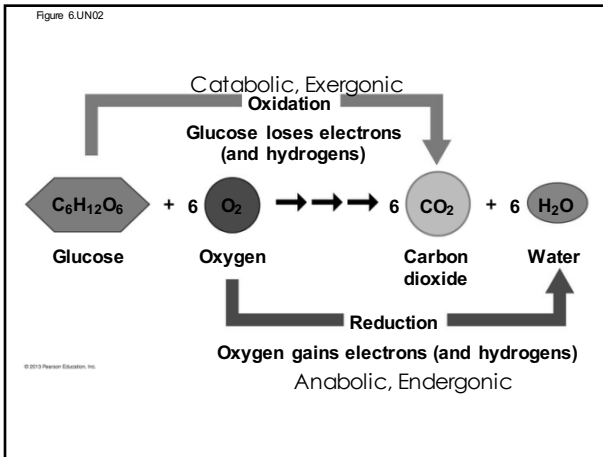 Figure 6.UN02
Catabolic, Exergonic
Oxidation
Glucose loses electrons
(and hydrogens)
C₆H₁₂O₆ + 6 O₂ 6 CO₂ + 6 H₂O
Glucose Oxygen Carbon dioxide Water
Reduction
Oxygen gains electrons (and hydrogens)
© 2013 Pearson Education, Inc.
Anabolic, Endergonic